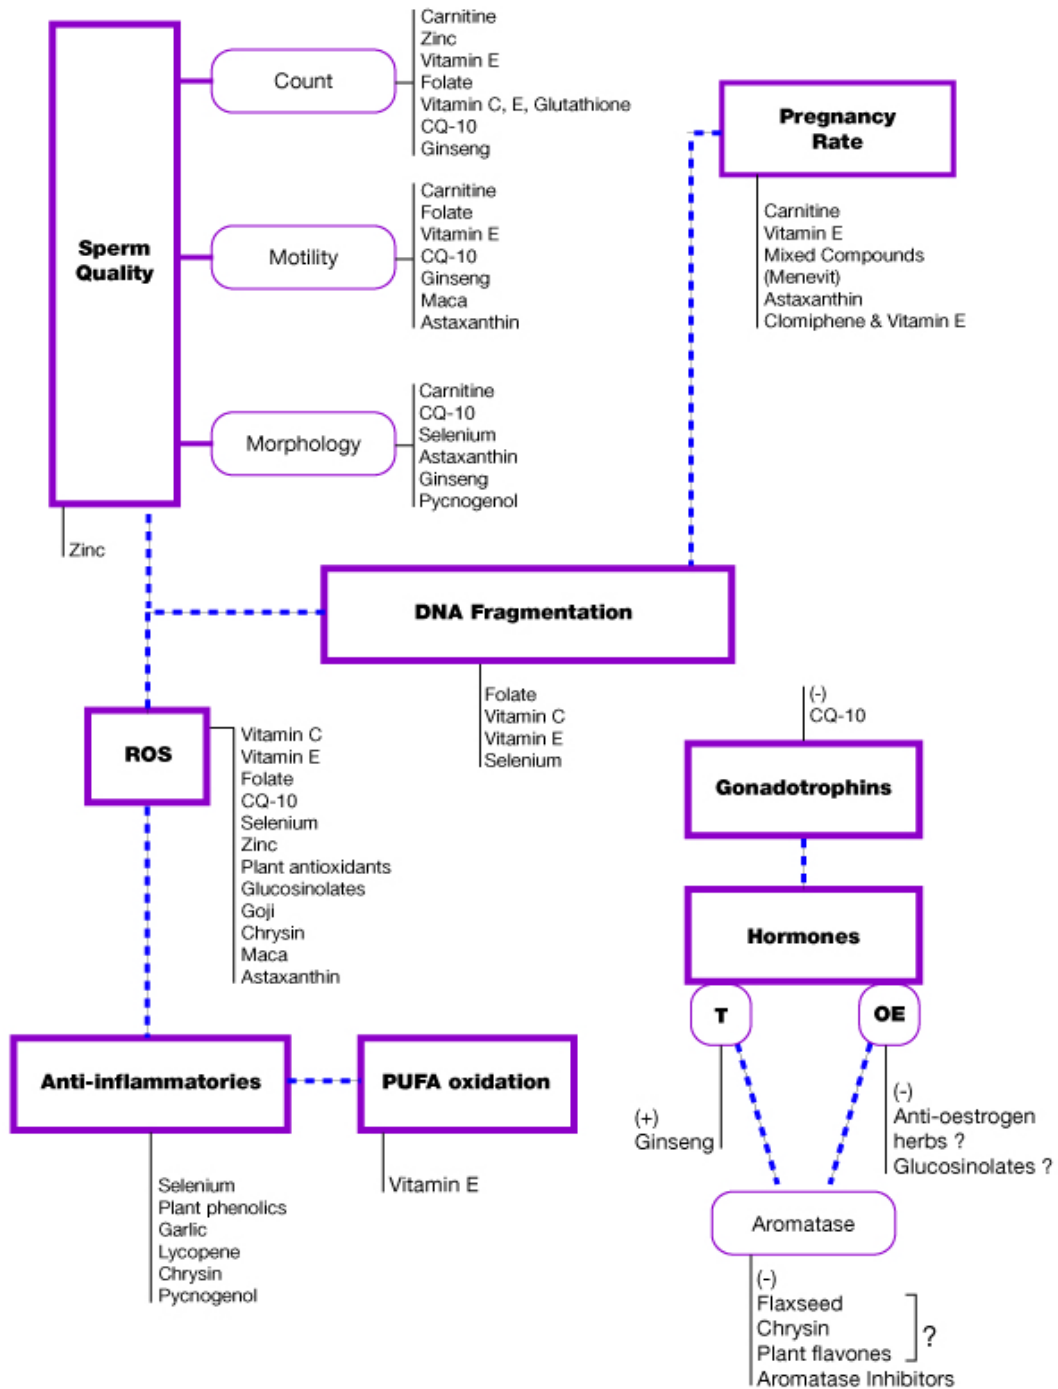 Sperm
Quality
Count
Carnitine
Zinc
Vitamin E
Folate
Vitamin C, E, Glutathione
CQ-10
Ginseng
Motility
Carnitine
Folate
Vitamin E
CQ-10
Ginseng
Maca
Astaxanthin
Morphology
Carnitine
CQ-10
Selenium
Astaxanthin
Ginseng
Pycnogenol
Zinc
Pregnancy
Rate
Carnitine
Vitamin E
Mixed Compounds
(Menevit)
Astaxanthin
Clomiphene & Vitamin E
DNA Fragmentation
Folate
Vitamin C
Vitamin E
Selenium
ROS
Vitamin C
Vitamin E
Folate
CQ-10
Selenium
Zinc
Plant antioxidants
Glucosinolates
Goji
Chrysin
Maca
Astaxanthin
(-)
CQ-10
Gonadotrophins
Hormones
T
OE
(+)
Ginseng
(-)
Anti-oestrogen
herbs ?
Glucosinolates ?
Anti-inflammatories
PUFA oxidation
Selenium
Plant phenolics
Garlic
Lycopene
Chrysin
Pycnogenol
Vitamin E
Aromatase
(-)
Flaxseed
Chrysin
Plant flavones
?
Aromatase Inhibitors